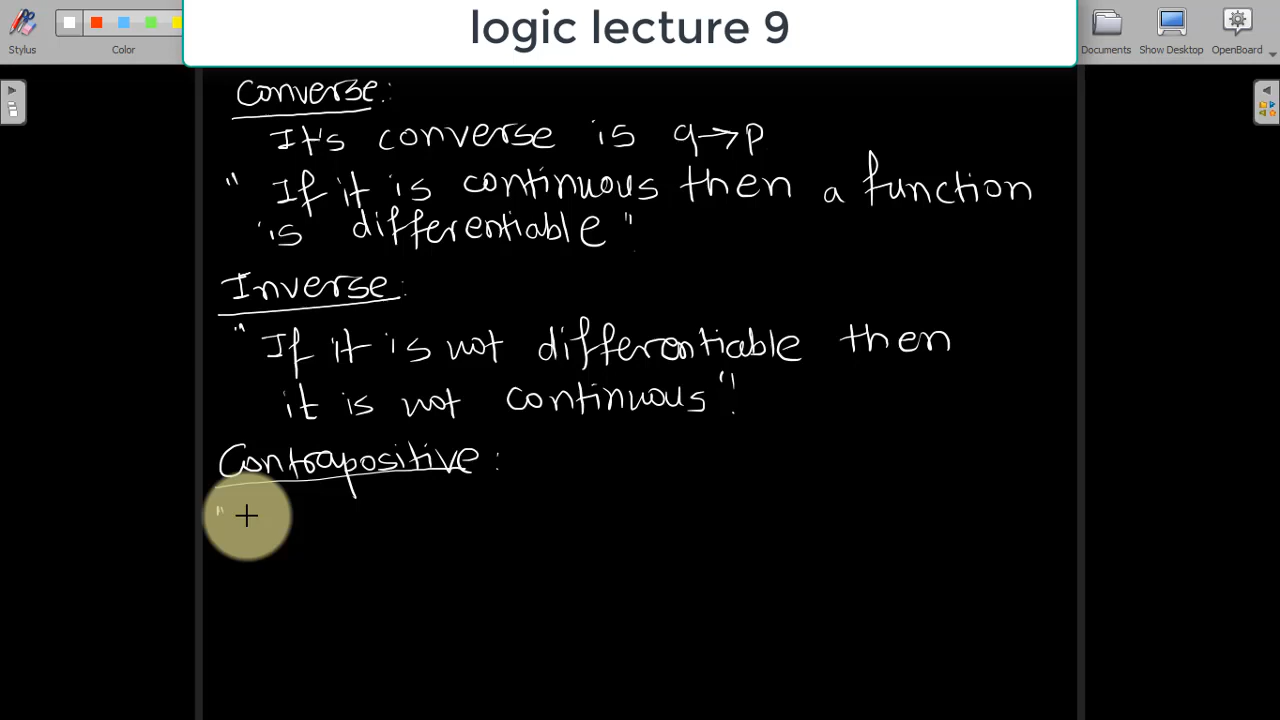 logic lecture 9
Stylus
Color
Documents
Show Desktop
OpenBoard
Converse:
It's converse is q→p
" If it is continuous then a function
is differentiable"
Inverse:
" If it is not differentiable then
it is not continuous".
Contrapositive:
"